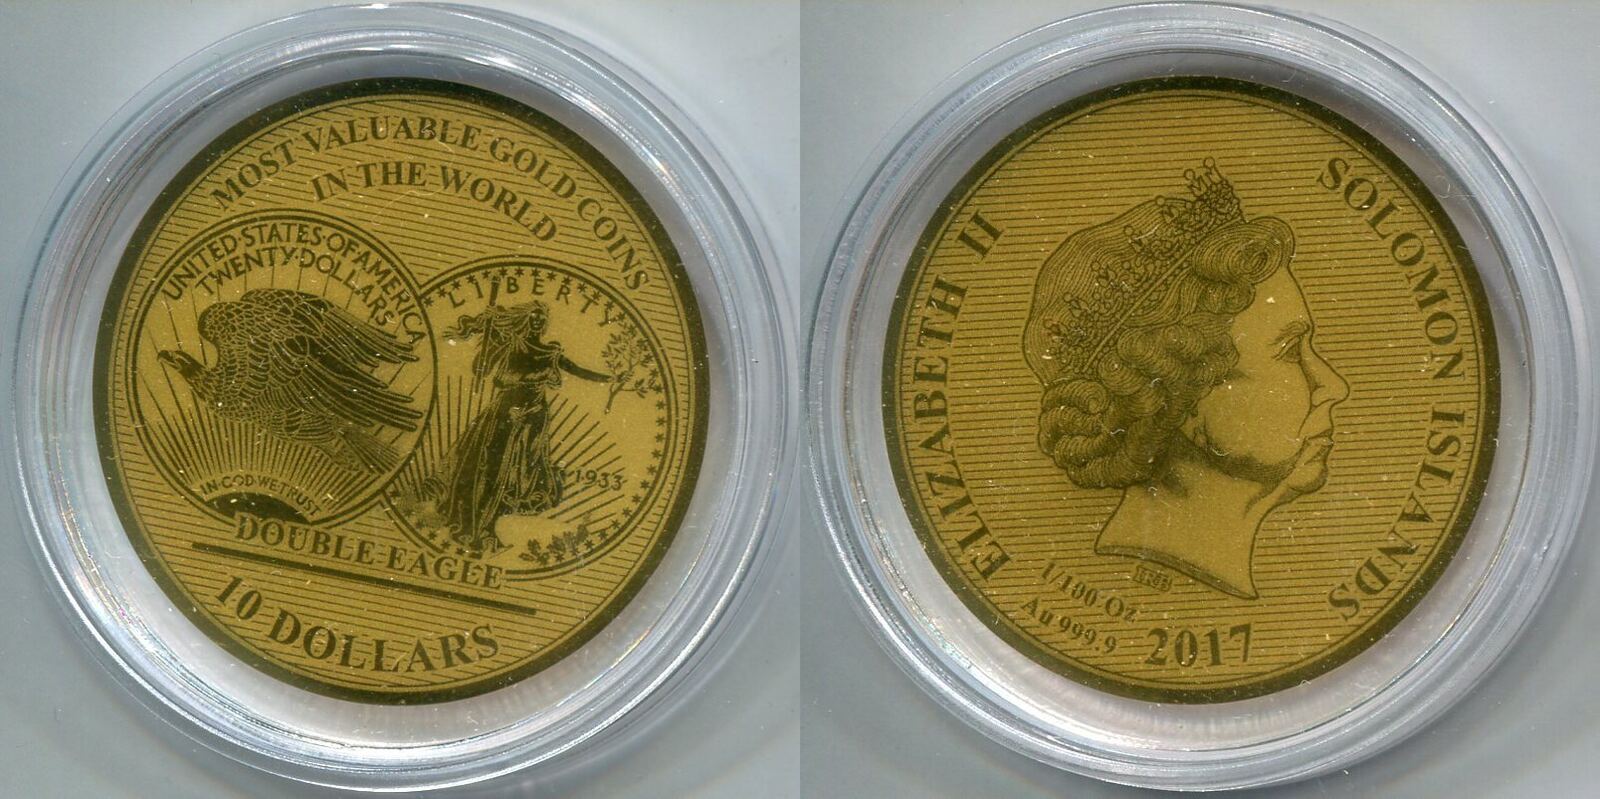 MOST VALUABLE GOLD COINS
IN THE WORLD
UNITED·STATES·OF·AMERICA
TWENTY·DOLLARS
IN·GOD·WE·TRUST
LIBERTY
1933
DOUBLE EAGLE
10 DOLLARS
ELIZABETH II
SOLOMON ISLANDS
1/100 Oz
Au 999.9
2017